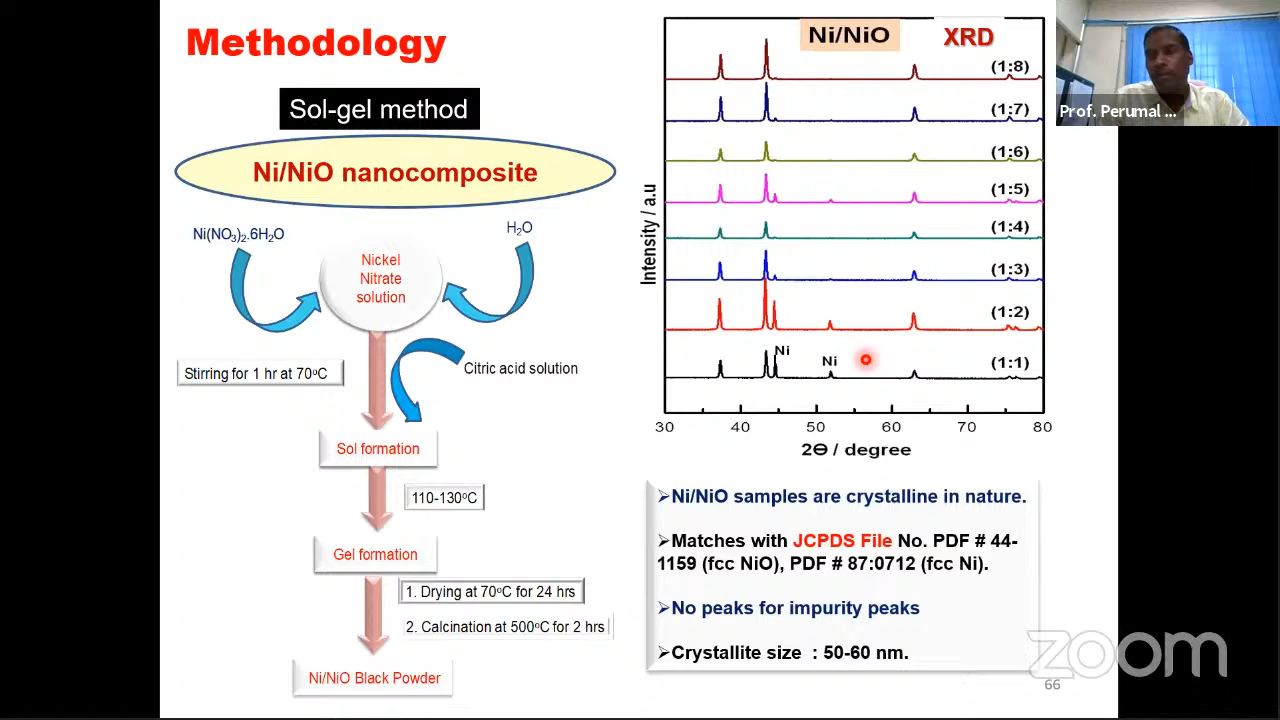 Methodology
Sol-gel method
Ni/NiO nanocomposite
Ni(NO3)2.6H2O
H2O
Nickel
Nitrate
solution
Stirring for 1 hr at 70oC
Citric acid solution
Sol formation
110-130oC
Gel formation
1. Drying at 70oC for 24 hrs
2. Calcination at 500oC for 2 hrs
Ni/NiO Black Powder
Ni/NiO
XRD
(1:8)
(1:7)
(1:6)
(1:5)
(1:4)
(1:3)
(1:2)
(1:1)
Ni
Ni
Intensity / a.u
30 40 50 60 70 80
2Θ / degree
➢Ni/NiO samples are crystalline in nature.
➢Matches with JCPDS File No. PDF # 44-
1159 (fcc NiO), PDF # 87:0712 (fcc Ni).
➢No peaks for impurity peaks
➢Crystallite size : 50-60 nm.
Prof. Perumal ...
zoom
66